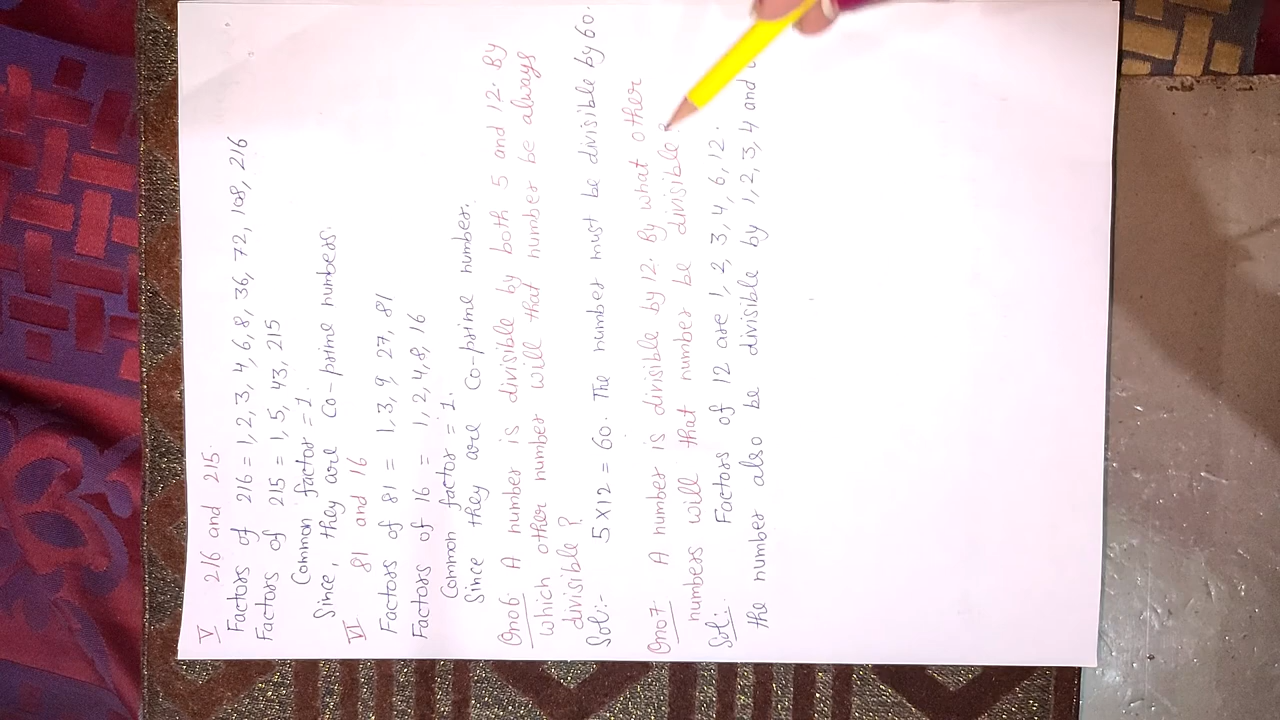 V 216 and 215.
Factors of 216 = 1, 2, 3, 4, 6, 8, 36, 72, 108, 216
Factors of 215 = 1, 5, 43, 215
Common factor = 1.
Since, they are Co-prime numbers.
VI 81 and 16
Factors of 81 = 1, 3, 9, 27, 81
Factors of 16 = 1, 2, 4, 8, 16
Common factor = 1.
Since they are Co-prime number.
Qno6. A number is divisible by both 5 and 12. By
which other number will that number be always
divisible ?
Sol:- 5 X 12 = 60. The number must be divisible by 60.
Qno7 A number is divisible by 12. By what other
numbers will that number be divisible?
Sol:. Factors of 12 are 1, 2, 3, 4, 6, 12.
the number also be divisible by 1, 2, 3, 4 and